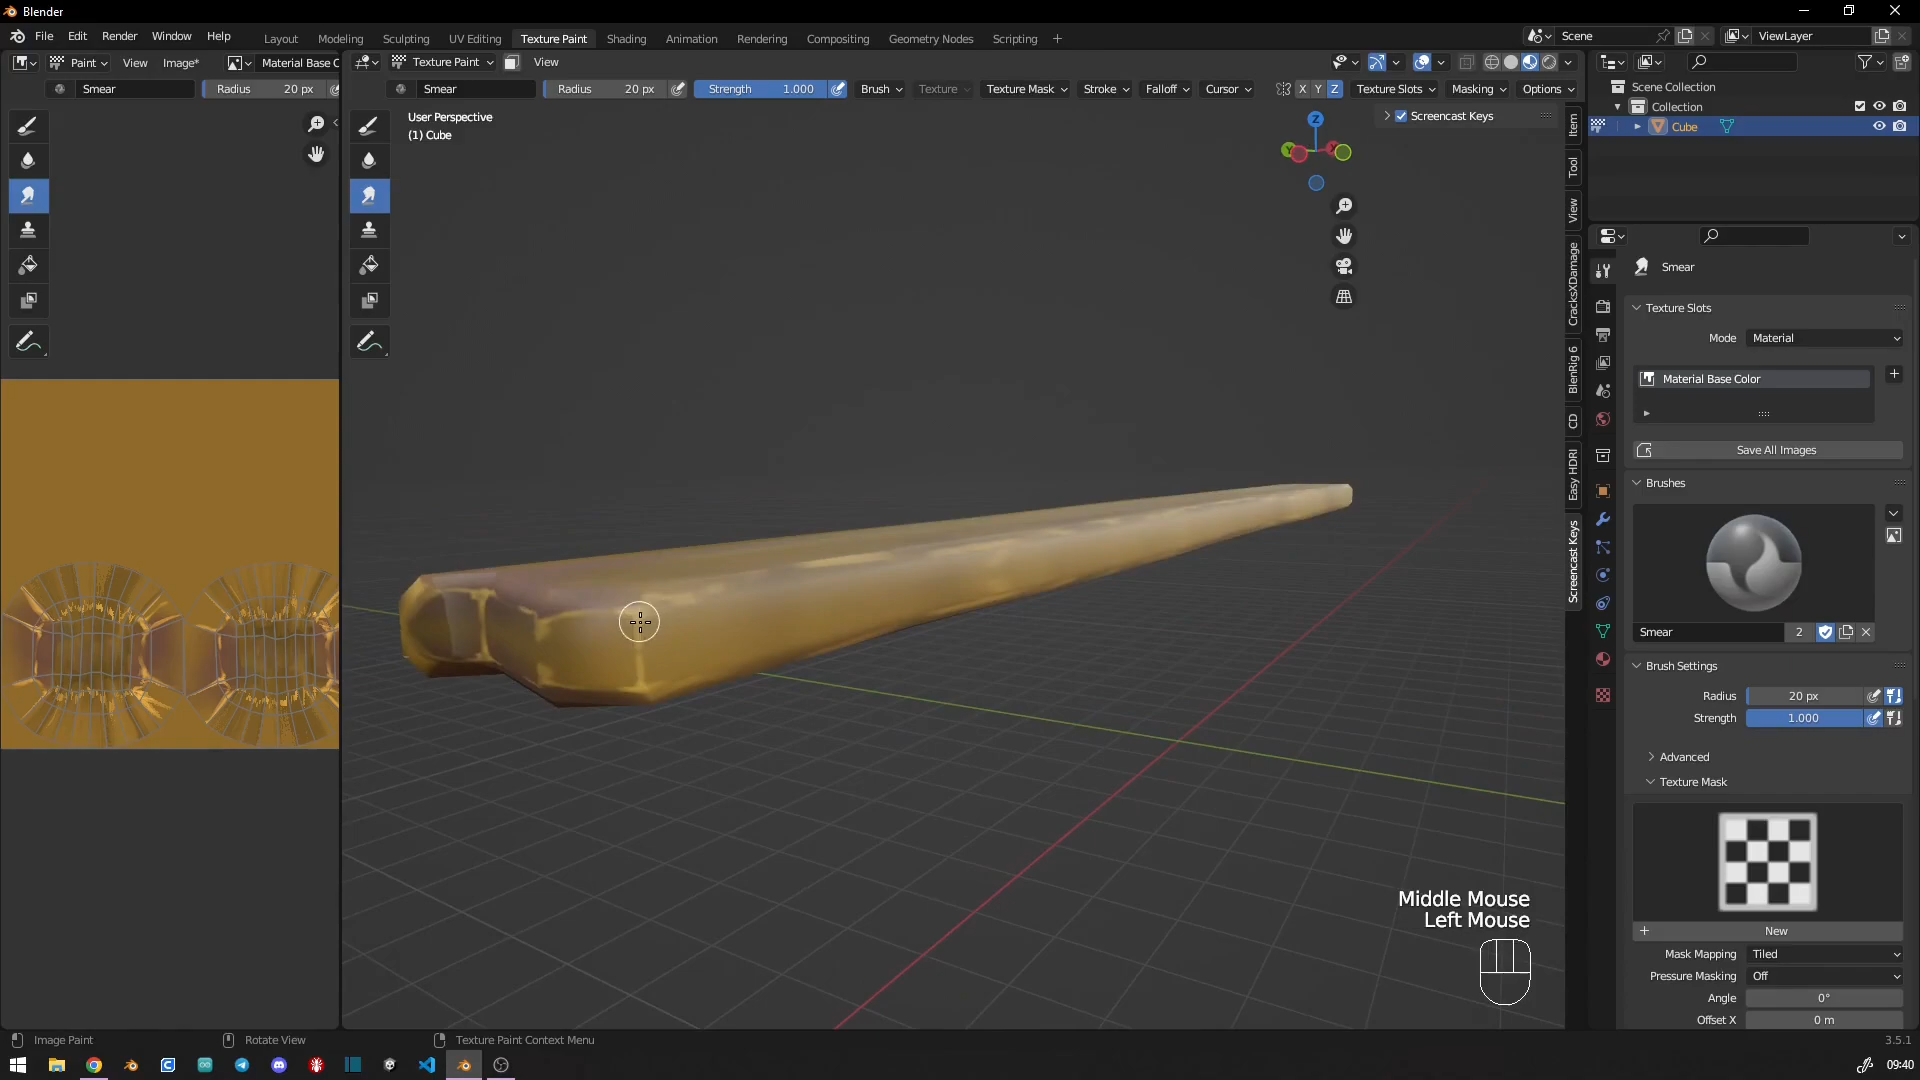 Blender
File Edit Render Window Help Layout Modeling Sculpting UV Editing Texture Paint Shading Animation Rendering Compositing Geometry Nodes Scripting + Scene ViewLayer
Paint View Image* Material Base C Texture Paint View
Smear Radius 20 px Smear Radius 20 px Strength 1.000 Brush Texture Texture Mask Stroke Falloff Cursor X Y Z Texture Slots Masking Options
Scene Collection
Collection
Cube
User Perspective
(1) Cube
Screencast Keys
Z
Y
X
Item
Tool
View
CracksXDamage
BlenRig 6
CD
Easy HDRI
Screencast Keys
Smear
Texture Slots
Mode Material
Material Base Color
Save All Images
Brushes
Smear 2
Brush Settings
Radius 20 px
Strength 1.000
Advanced
Texture Mask
New
Mask Mapping Tiled
Pressure Masking Off
Angle 0°
Offset X 0 m
Middle Mouse
Left Mouse
Image Paint Rotate View Texture Paint Context Menu 3.5.1
09:40